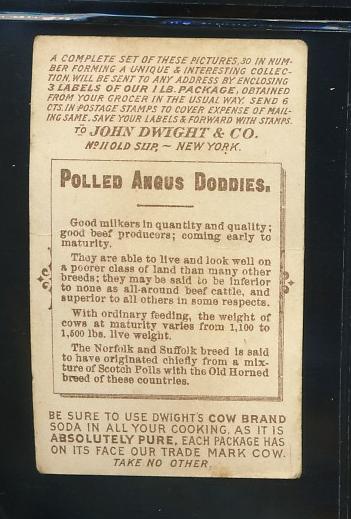 A COMPLETE SET OF THESE PICTURES, 30 IN NUM-
BER FORMING A UNIQUE & INTERESTING COLLEC-
TION, WILL BE SENT TO ANY ADDRESS BY ENCLOSING
3 LABELS OF OUR 1 LB. PACKAGE, OBTAINED
FROM YOUR GROCER IN THE USUAL WAY. SEND 6
CTS. IN POSTAGE STAMPS TO COVER EXPENSE OF MAIL-
ING SAME. SAVE YOUR LABELS & FORWARD WITH STAMPS.
TO JOHN DWIGHT & CO.
No 11 OLD SLIP, ~ NEW YORK.
POLLED ANGUS DODDIES.
Good milkers in quantity and quality;
good beef producers; coming early to
maturity.
They are able to live and look well on
a poorer class of land than many other
breeds; they may be said to be inferior
to none as all-around beef cattle, and
superior to all others in some respects.
With ordinary feeding, the weight of
cows at maturity varies from 1,100 to
1,500 lbs. live weight.
The Norfolk and Suffolk breed is said
to have originated chiefly from a mix-
ture of Scotch Polls with the Old Horned
breed of these countries.
BE SURE TO USE DWIGHT'S COW BRAND
SODA IN ALL YOUR COOKING, AS IT IS
ABSOLUTELY PURE, EACH PACKAGE HAS
ON ITS FACE OUR TRADE MARK COW.
TAKE NO OTHER.